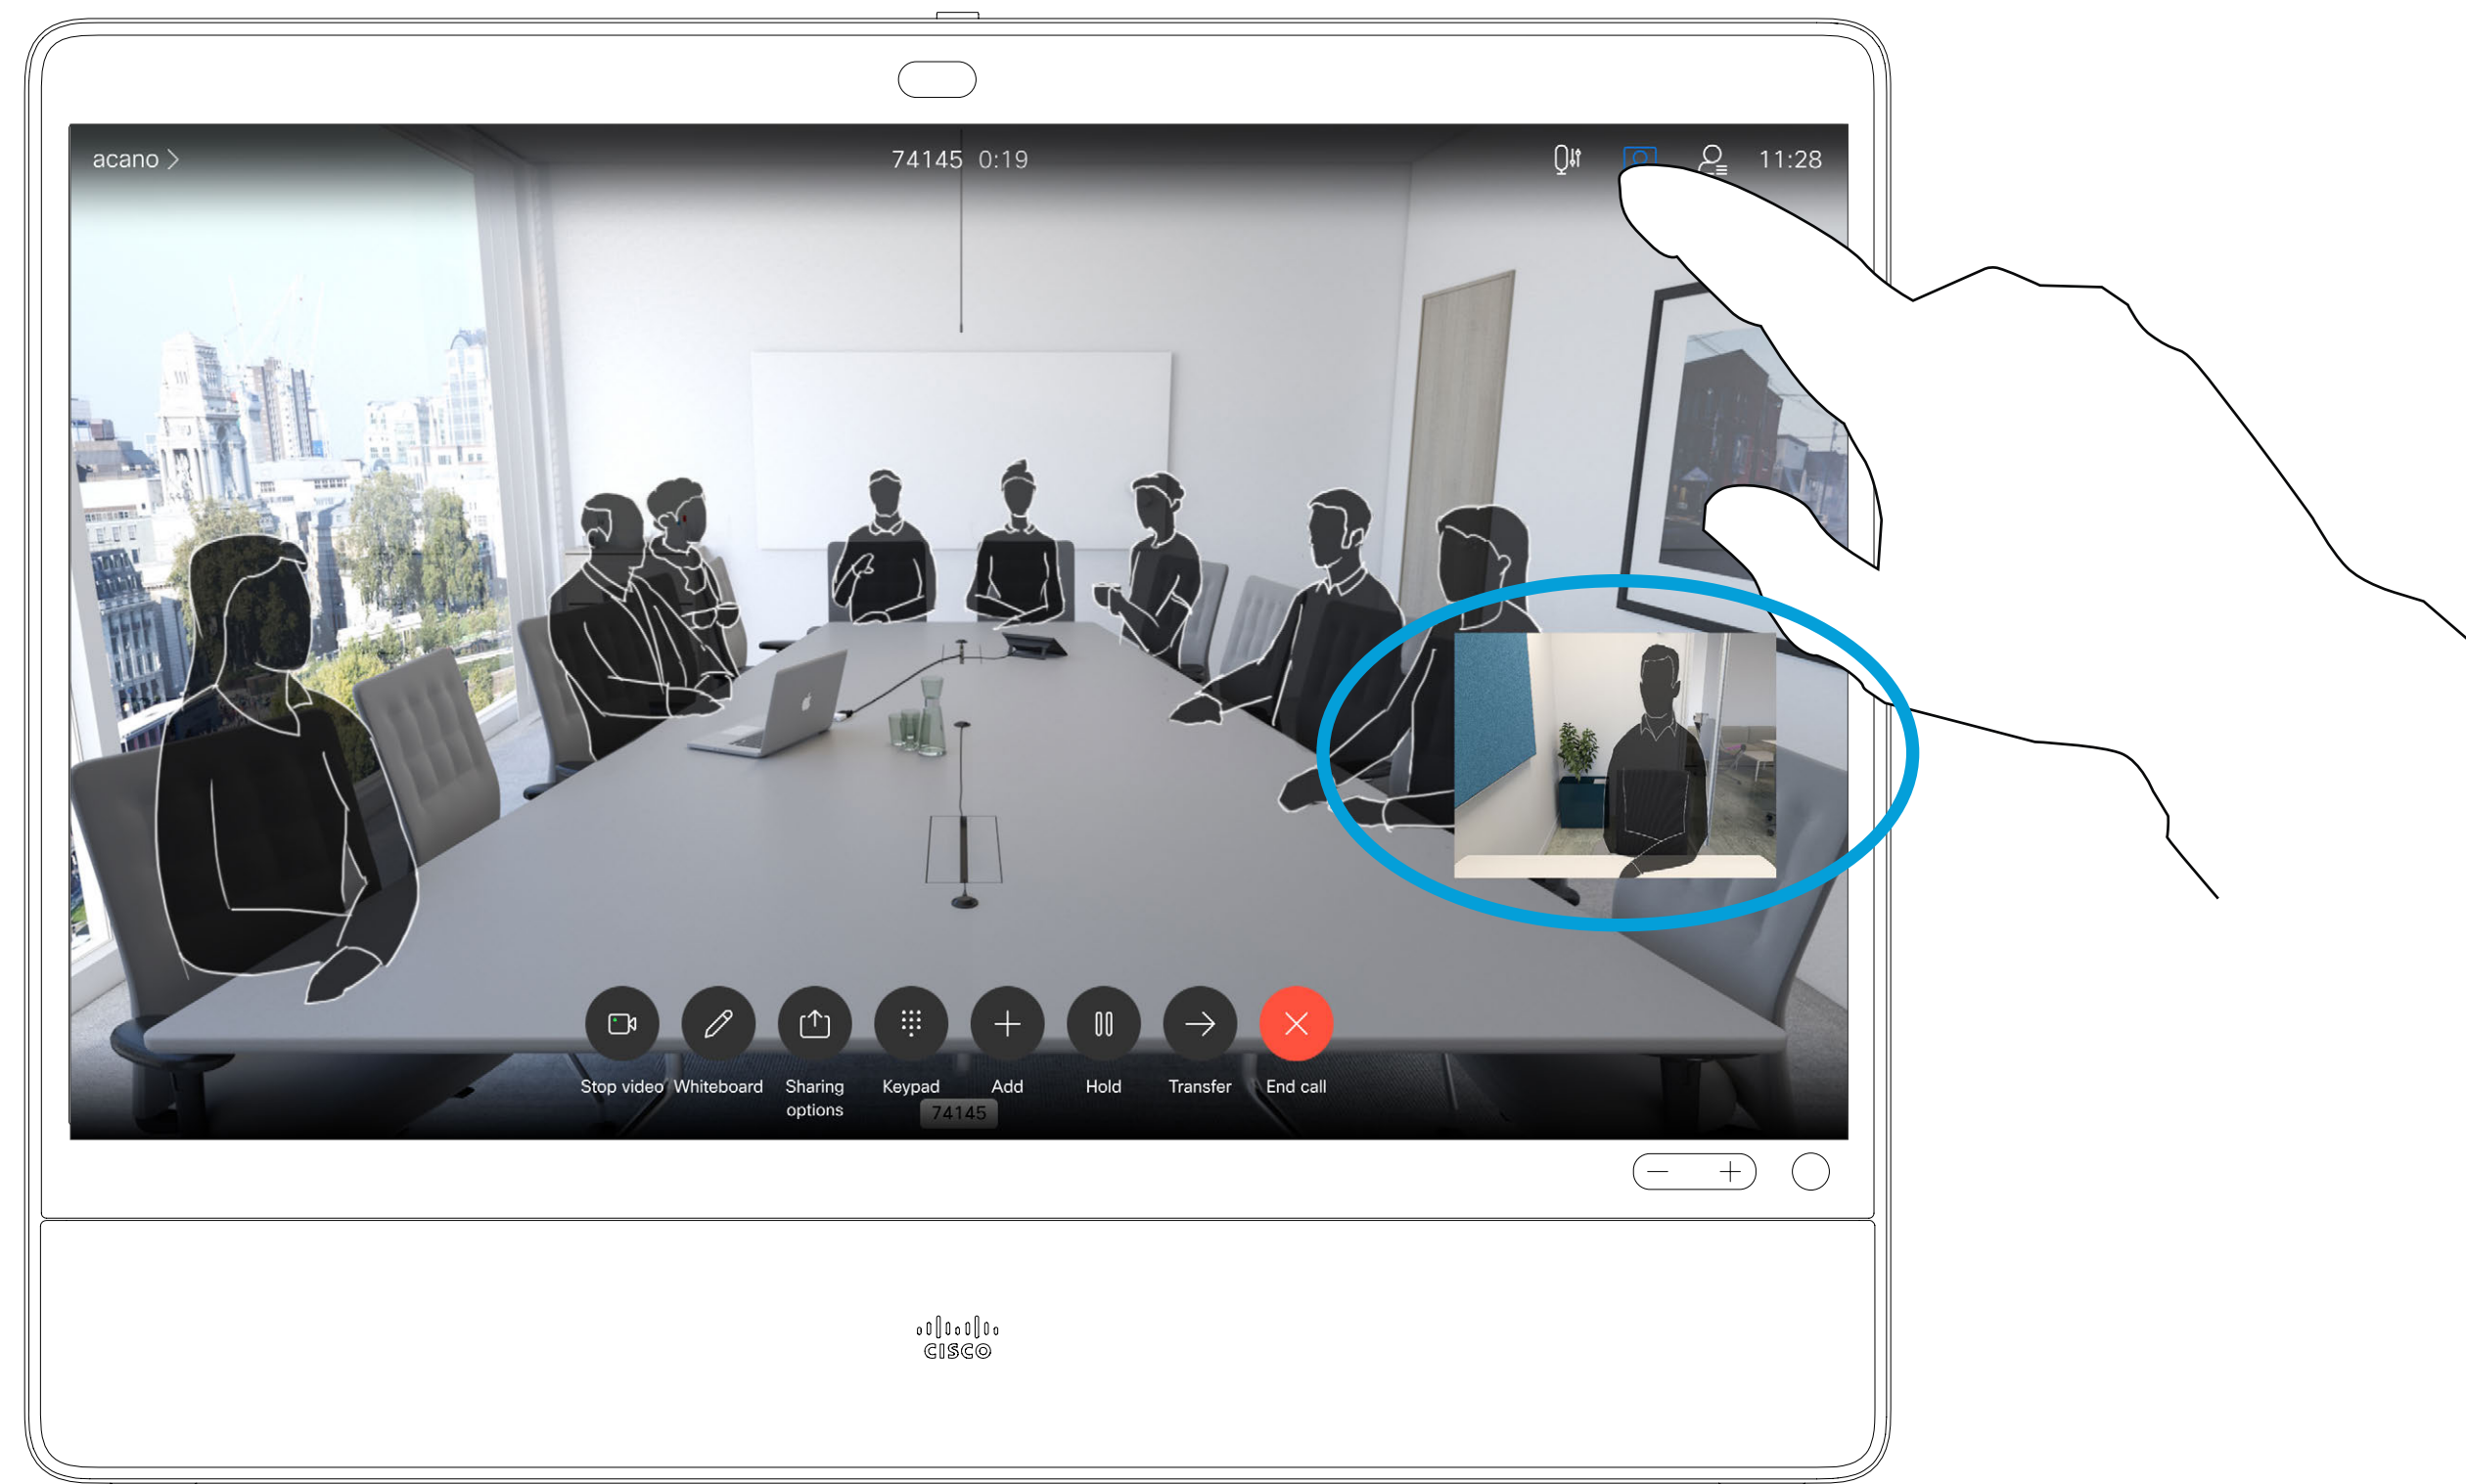 acano
74145 0:19
11:28
Stop video Whiteboard Sharing options Keypad Add Hold Transfer End call
74145
CISCO